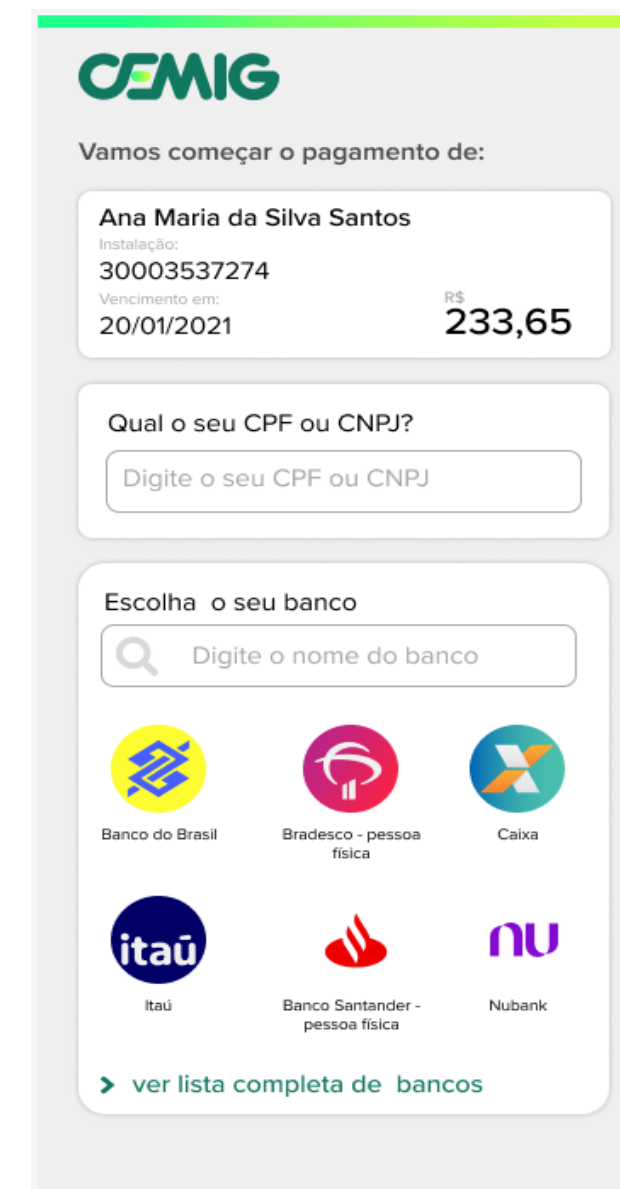 CEMIG
Vamos começar o pagamento de:
Ana Maria da Silva Santos
Instalação:
30003537274
Vencimento em:
20/01/2021
R$
233,65
Qual o seu CPF ou CNPJ?
Digite o seu CPF ou CNPJ
Escolha o seu banco
Digite o nome do banco
Banco do Brasil
Bradesco - pessoa
física
Caixa
itaú
Itaú
Banco Santander -
pessoa física
nu
Nubank
> ver lista completa de bancos